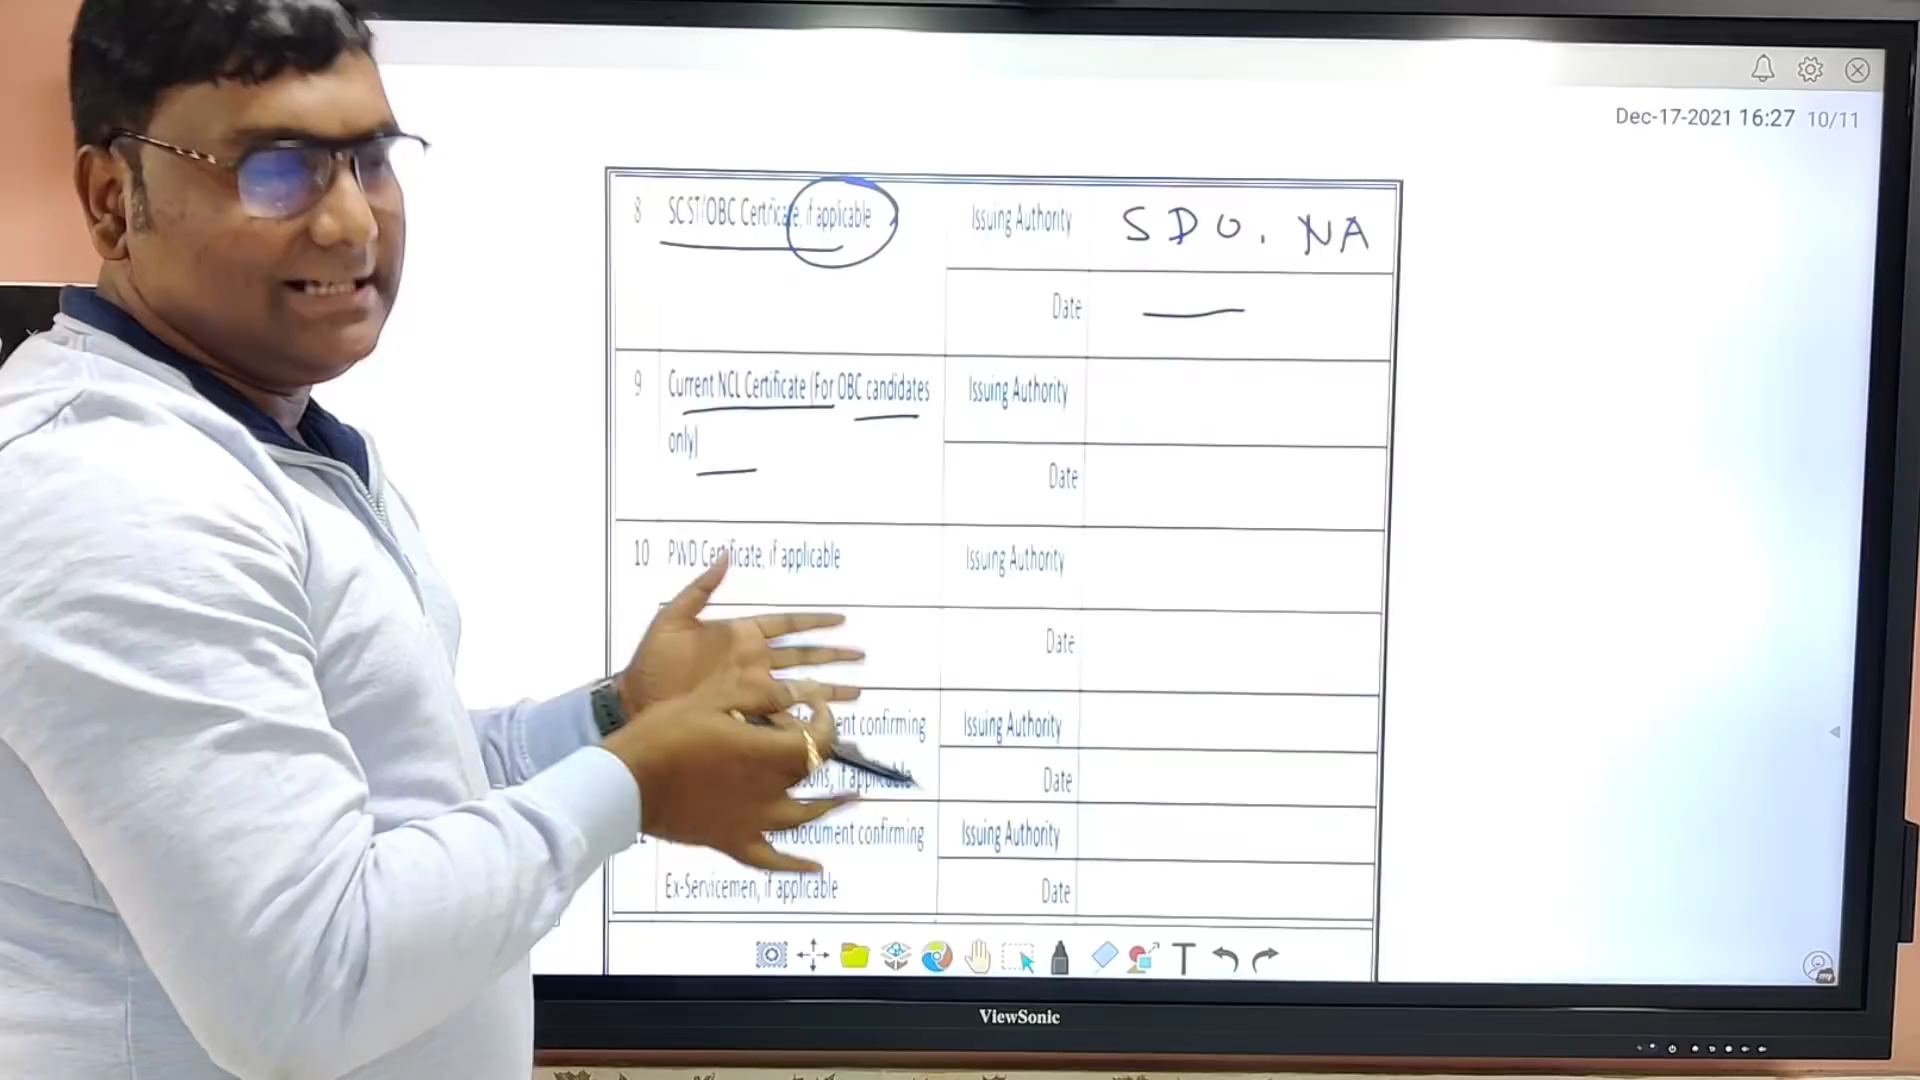 Dec-17-2021 16:27 10/11
8 SC ST/OBC Certificate, if applicable Issuing Authority SDO. NA
Date
9 Current NCL Certificate (For OBC candidates Issuing Authority
only)
Date
10 PWD Certificate, if applicable Issuing Authority
Date
confirming Issuing Authority
if applicable Date
document confirming Issuing Authority
Ex-Servicemen, if applicable Date
T
ViewSonic